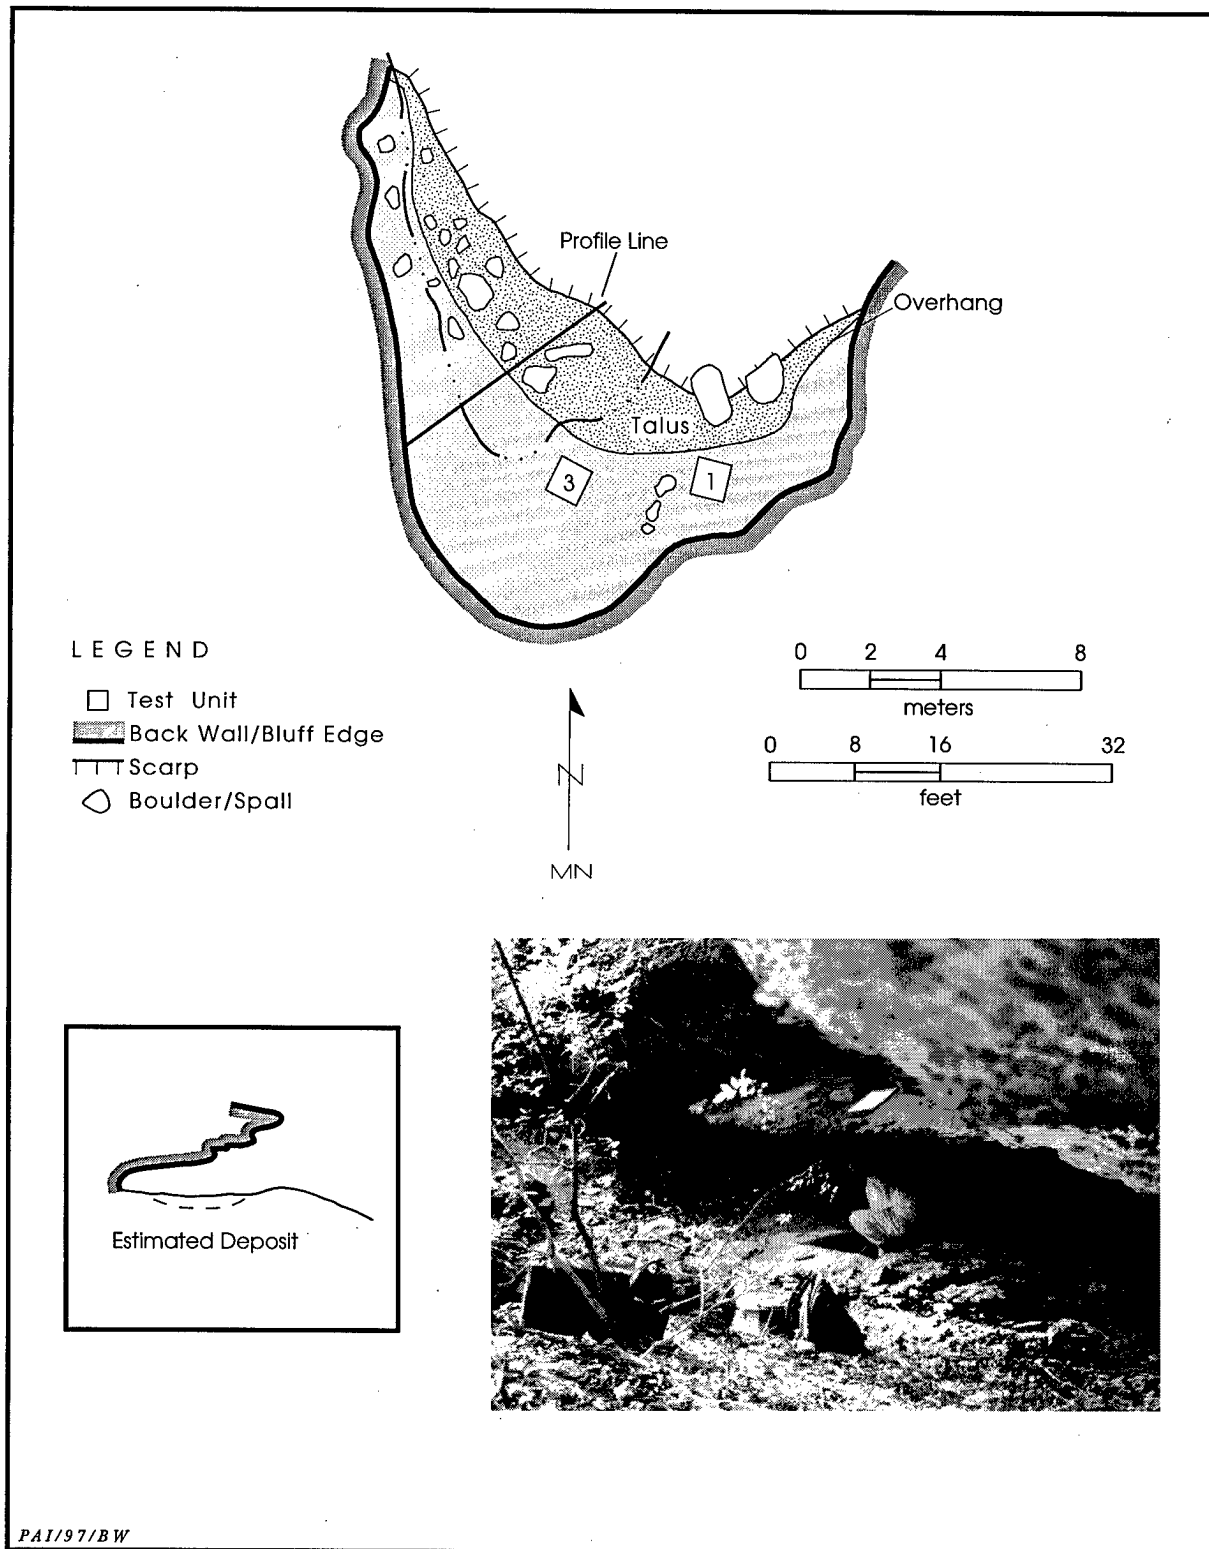 Profile Line
Overhang
Talus
3
1
LEGEND
Test Unit
Back Wall/Bluff Edge
Scarp
Boulder/Spall
0 2 4 8
meters
0 8 16 32
feet
N
MN
Estimated Deposit
PAI/97/BW